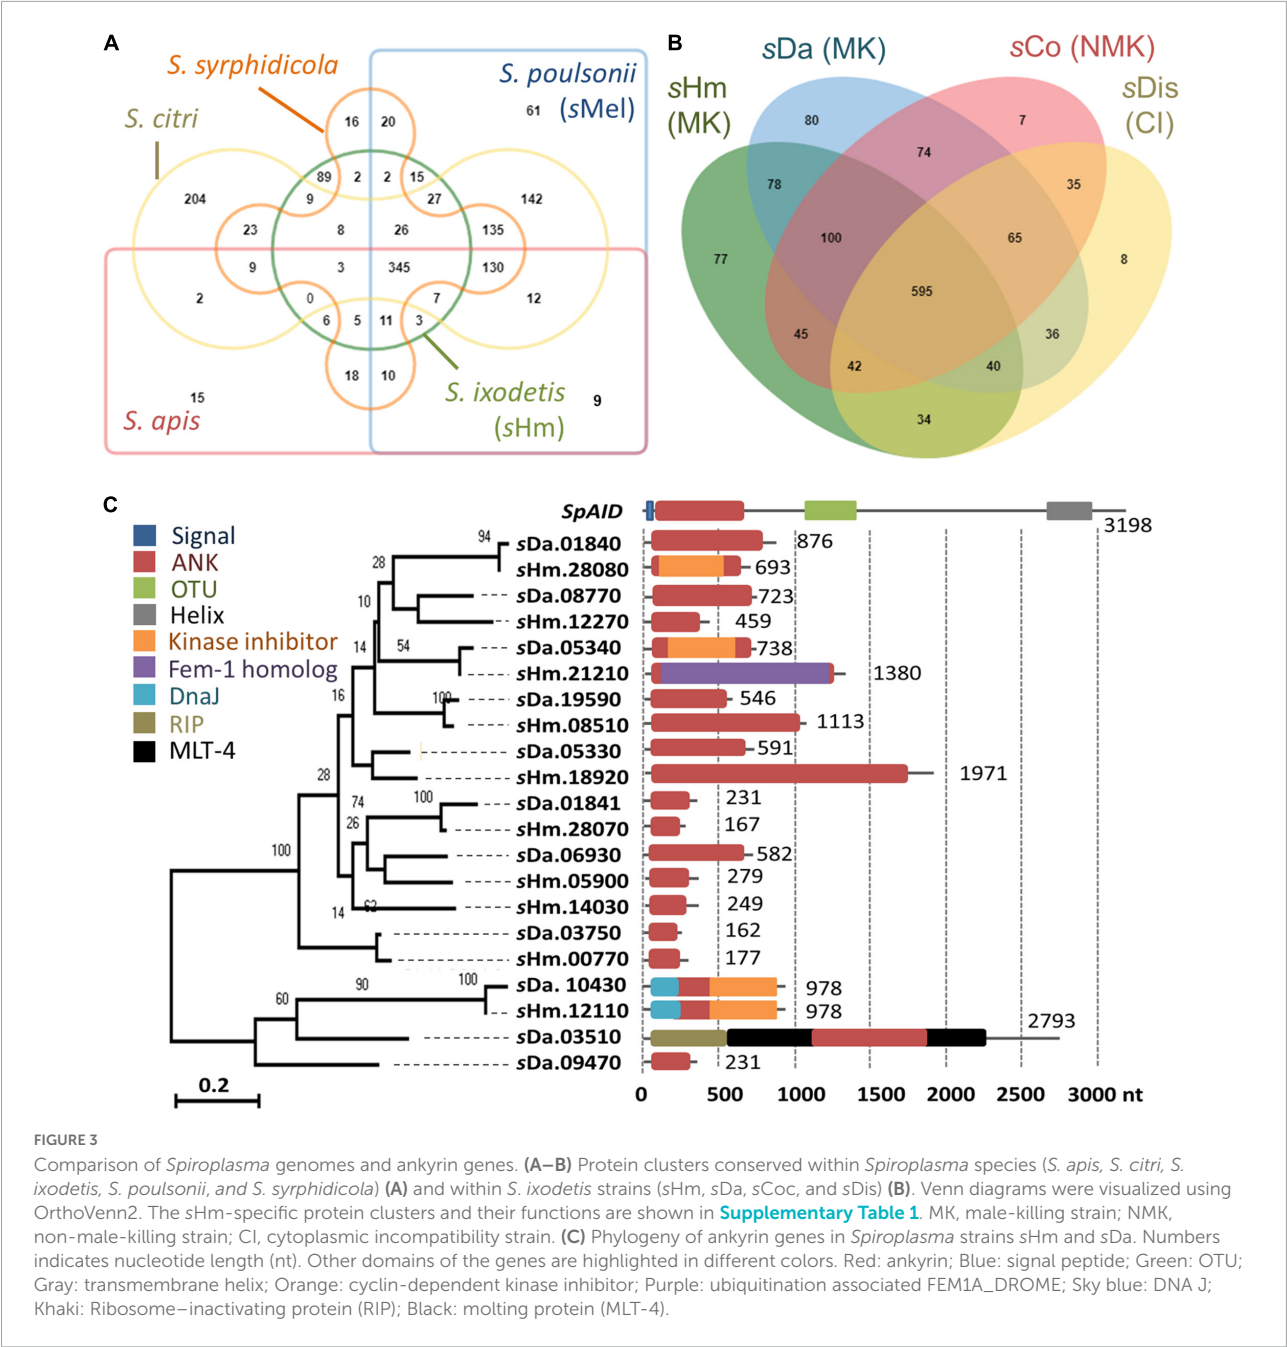 A
B
S. syrphidicola
S. poulsonii
(sMel)
61
S. citri
16 20
89 2 2 15
204 9 27 142
23 8 26 135
9 3 345 130
2 0 7 12
6 5 11 3
18 10
S. ixodetis
(sHm)
15
9
S. apis
sDa (MK)
sCo (NMK)
sHm
(MK)
sDis
(CI)
80
7
74
78
35
100
65
77
8
595
45
36
42
40
34
C
Signal
ANK
OTU
Helix
Kinase inhibitor
Fem-1 homolog
DnaJ
RIP
MLT-4
SpAID 3198
94
28
10
14
54
16
100
28
74
100
26
100
14
62
100
90
60
0.2
sDa.01840 876
sHm.28080 693
sDa.08770 723
sHm.12270 459
sDa.05340 738
sHm.21210 1380
sDa.19590 546
sHm.08510 1113
sDa.05330 591
sHm.18920 1971
sDa.01841 231
sHm.28070 167
sDa.06930 582
sHm.05900 279
sHm.14030 249
sDa.03750 162
sHm.00770 177
sDa. 10430 978
sHm.12110 978
sDa.03510 2793
sDa.09470 231
0 500 1000 1500 2000 2500 3000 nt
FIGURE 3
Comparison of Spiroplasma genomes and ankyrin genes. (A–B) Protein clusters conserved within Spiroplasma species (S. apis, S. citri, S.
ixodetis, S. poulsonii, and S. syrphidicola) (A) and within S. ixodetis strains (sHm, sDa, sCoc, and sDis) (B). Venn diagrams were visualized using
OrthoVenn2. The sHm-specific protein clusters and their functions are shown in Supplementary Table 1. MK, male-killing strain; NMK,
non-male-killing strain; CI, cytoplasmic incompatibility strain. (C) Phylogeny of ankyrin genes in Spiroplasma strains sHm and sDa. Numbers
indicates nucleotide length (nt). Other domains of the genes are highlighted in different colors. Red: ankyrin; Blue: signal peptide; Green: OTU;
Gray: transmembrane helix; Orange: cyclin-dependent kinase inhibitor; Purple: ubiquitination associated FEM1A_DROME; Sky blue: DNA J;
Khaki: Ribosome–inactivating protein (RIP); Black: molting protein (MLT-4).